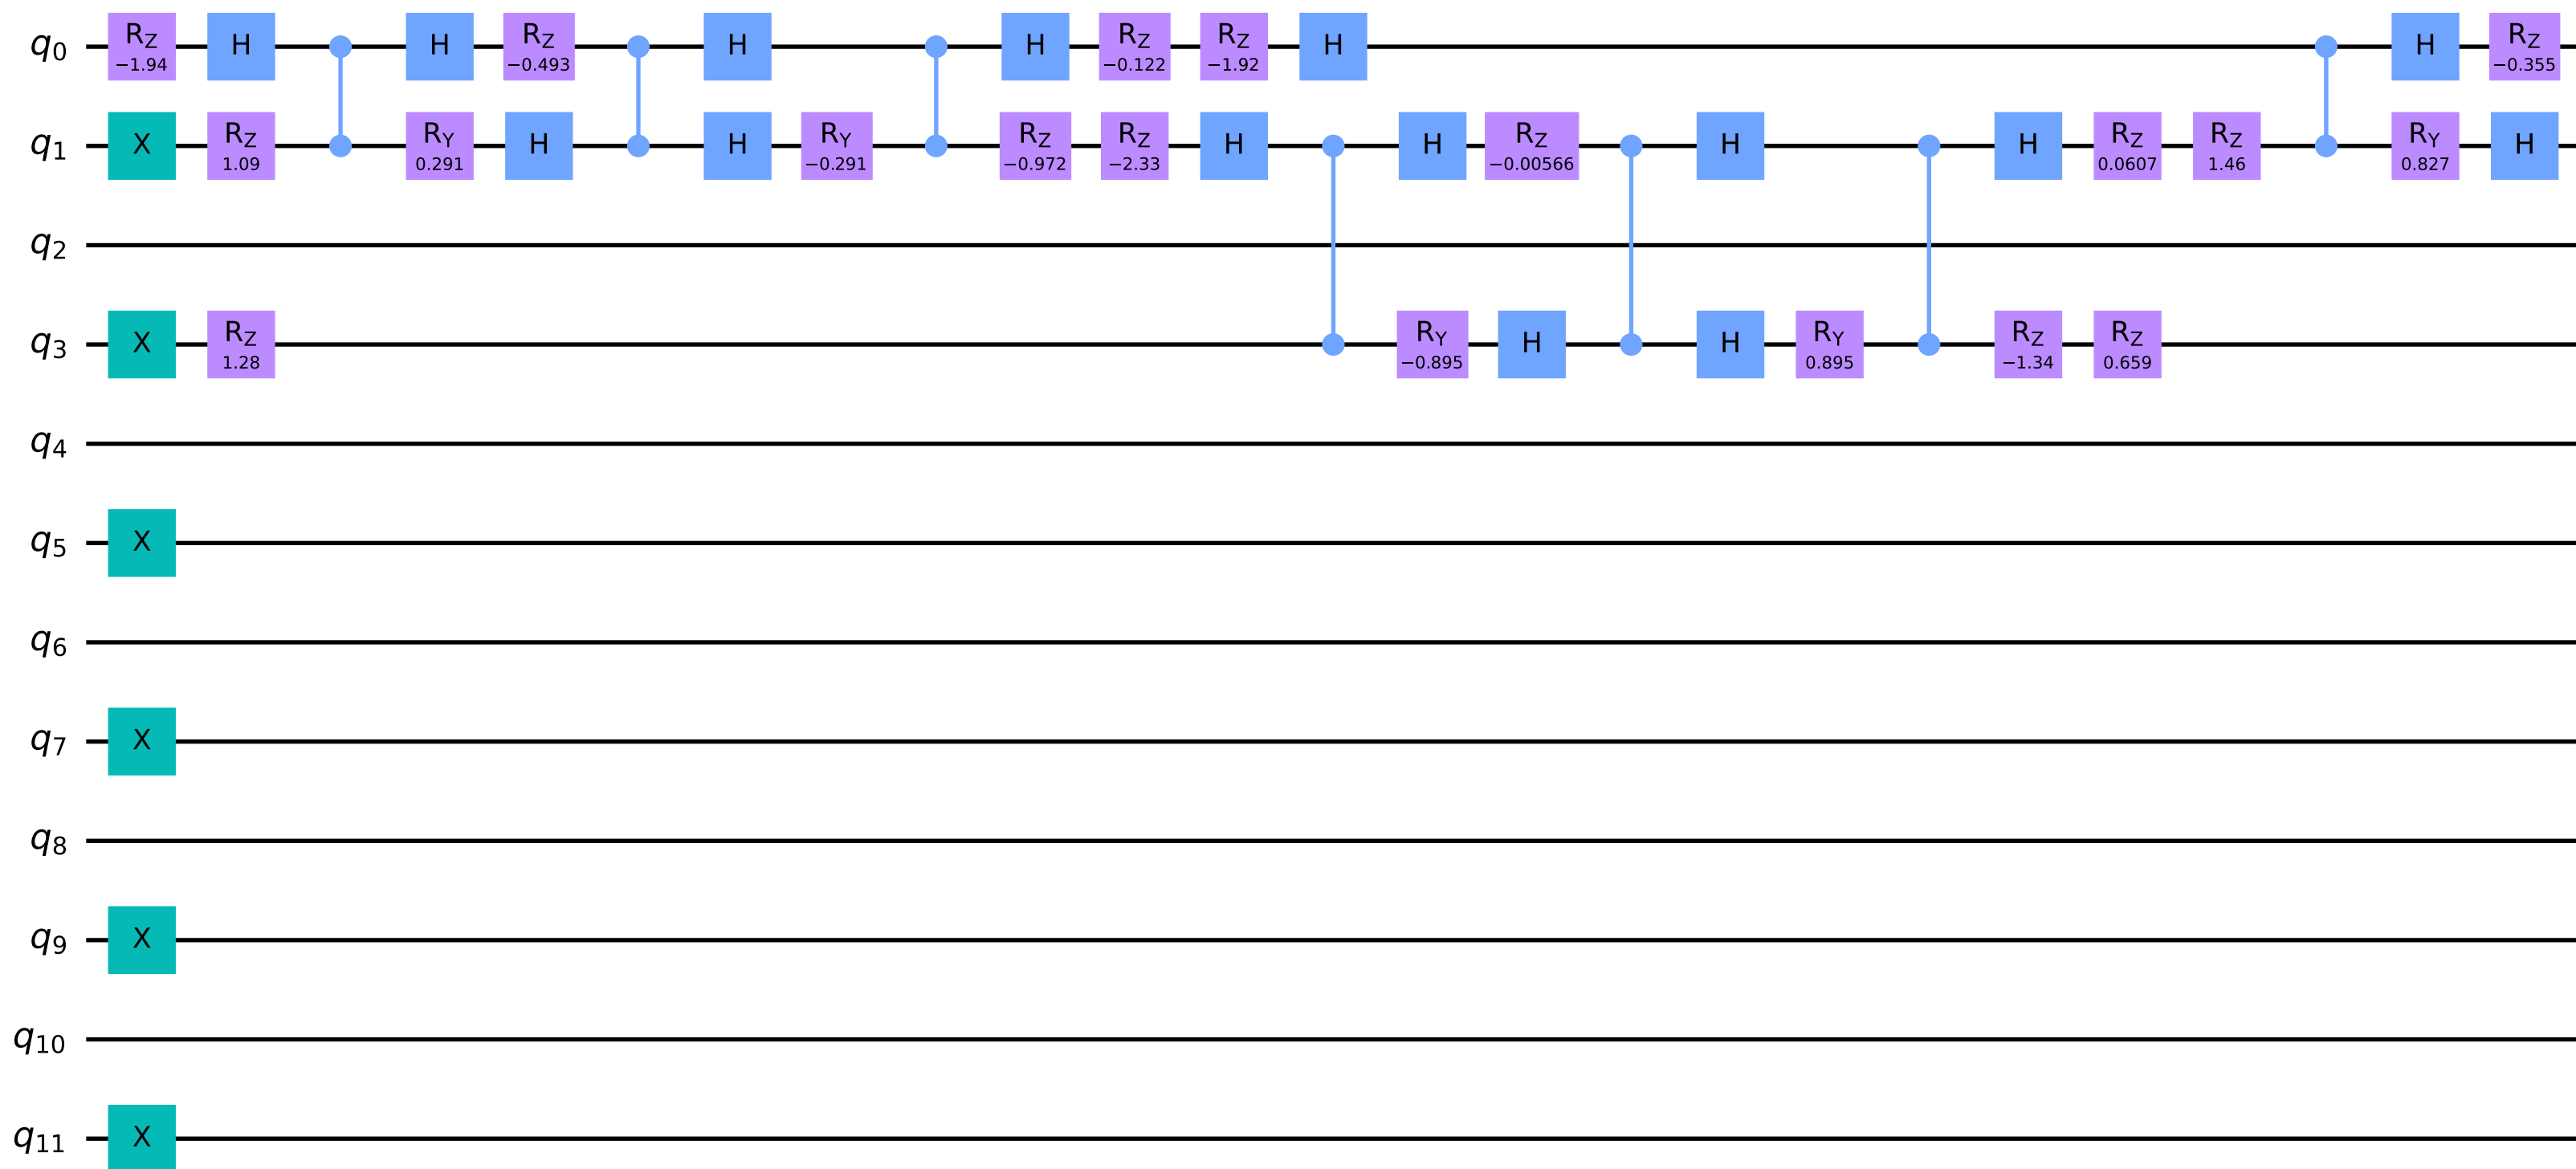 q0 RZ −1.94 H H RZ −0.493 H H RZ −0.122 RZ −1.92 H H RZ −0.355
q1 X RZ 1.09 RY 0.291 H H RY −0.291 RZ −0.972 RZ −2.33 H H RZ −0.00566 H H RZ 0.0607 RZ 1.46 RY 0.827 H
q2
q3 X RZ 1.28 RY −0.895 H H RY 0.895 RZ −1.34 RZ 0.659
q4
q5 X
q6
q7 X
q8
q9 X
q10
q11 X